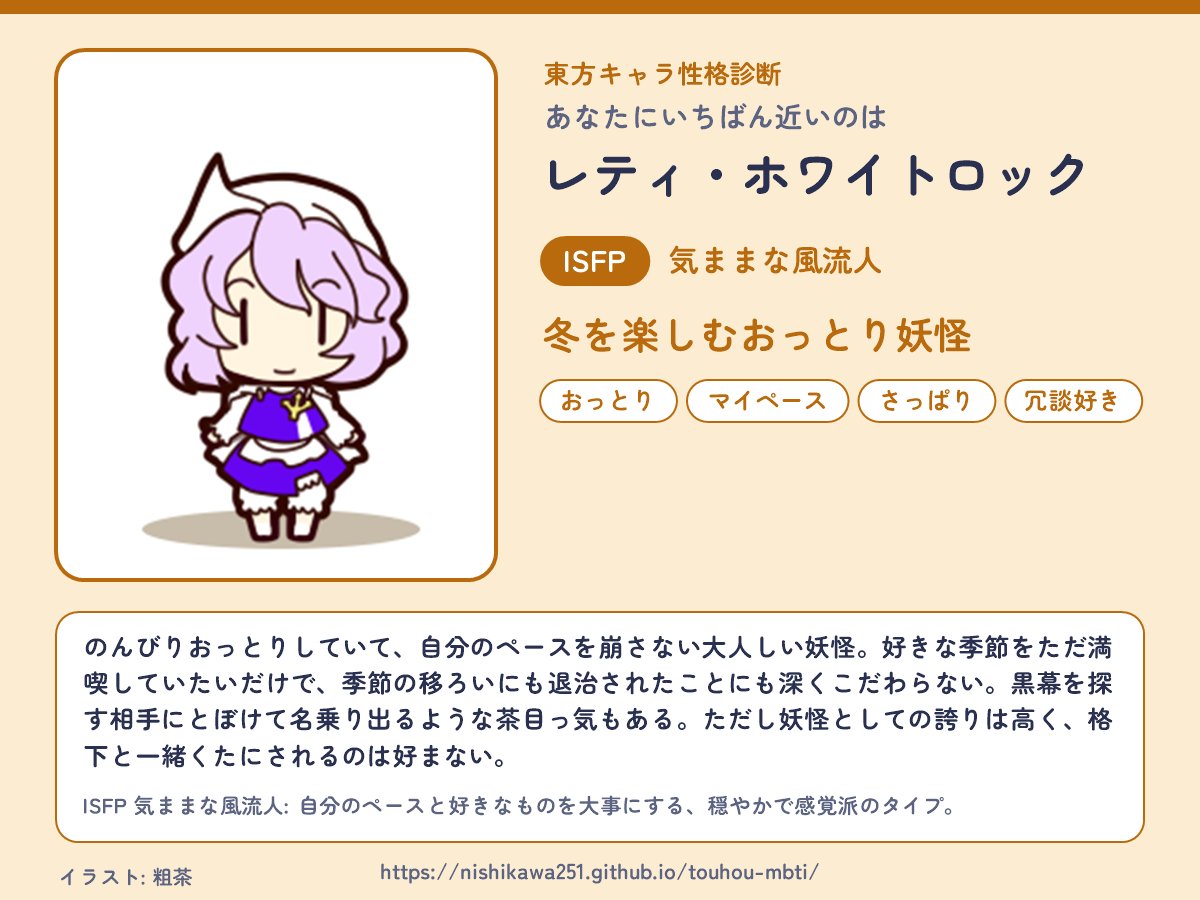 東方キャラ性格診断
あなたにいちばん近いのは
レティ・ホワイトロック
ISFP 気ままな風流人
冬を楽しむおっとり妖怪
おっとり マイペース さっぱり 冗談好き
のんびりおっとりしていて、自分のペースを崩さない大人しい妖怪。好きな季節をただ満
喫していたいだけで、季節の移ろいにも退治されたことにも深くこだわらない。黒幕を探
す相手にとぼけて名乗り出るような茶目っ気もある。ただし妖怪としての誇りは高く、格
下と一緒くたにされるのは好まない。
ISFP 気ままな風流人: 自分のペースと好きなものを大事にする、穏やかで感覚派のタイプ。
イラスト: 粗茶
https://nishikawa251.github.io/touhou-mbti/